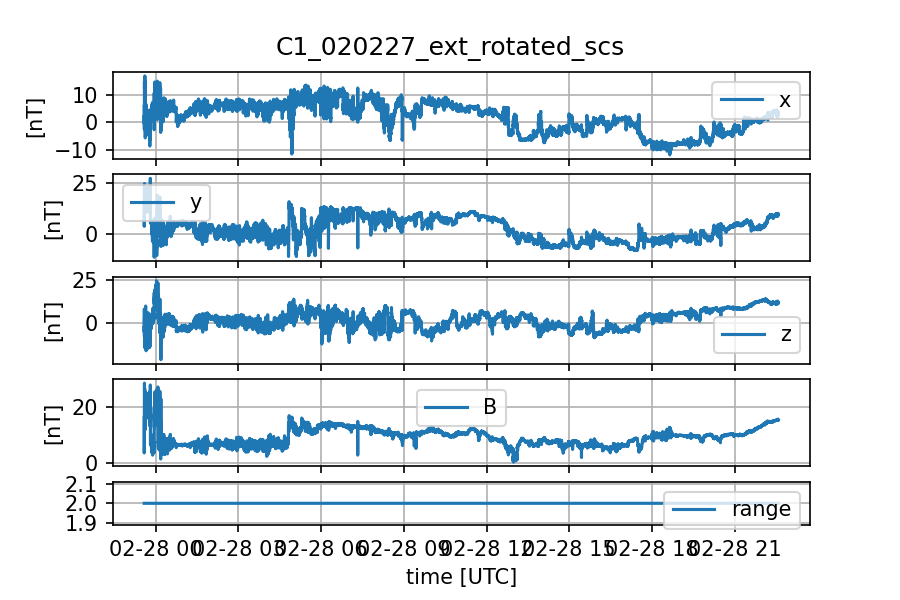 C1_020227_ext_rotated_scs
[nT]
10
0
−10
x
[nT]
25
0
y
[nT]
25
0
z
[nT]
20
0
B
2.1
2.0
1.9
range
02-28 00 02-28 03 02-28 06 02-28 09 02-28 12 02-28 15 02-28 18 02-28 21
time [UTC]